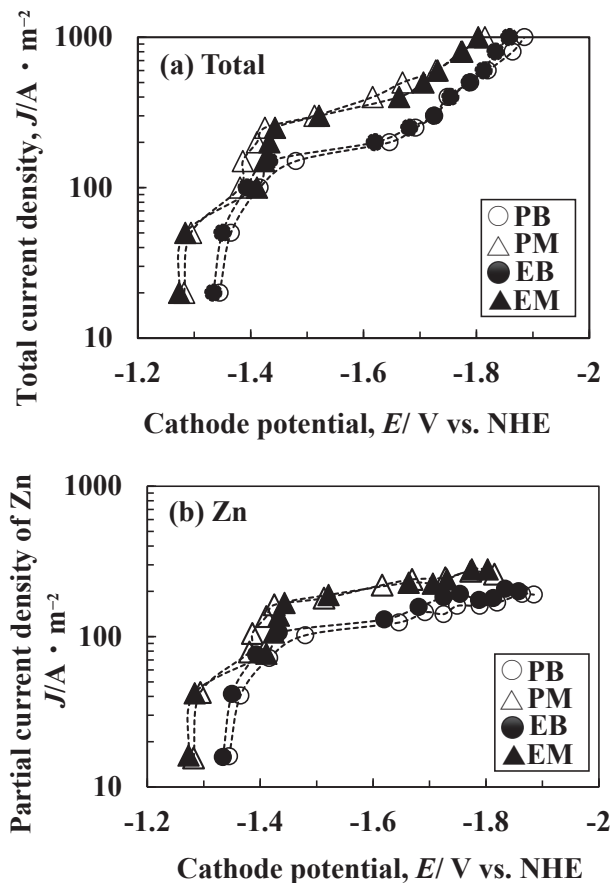 (a) Total
Total current density, J/A・m⁻²
1000
100
10
-1.2 -1.4 -1.6 -1.8 -2
Cathode potential, E/ V vs. NHE
PB
PM
EB
EM
(b) Zn
Partial current density of Zn
J/A・m⁻²
1000
100
10
-1.2 -1.4 -1.6 -1.8 -2
Cathode potential, E/ V vs. NHE
PB
PM
EB
EM